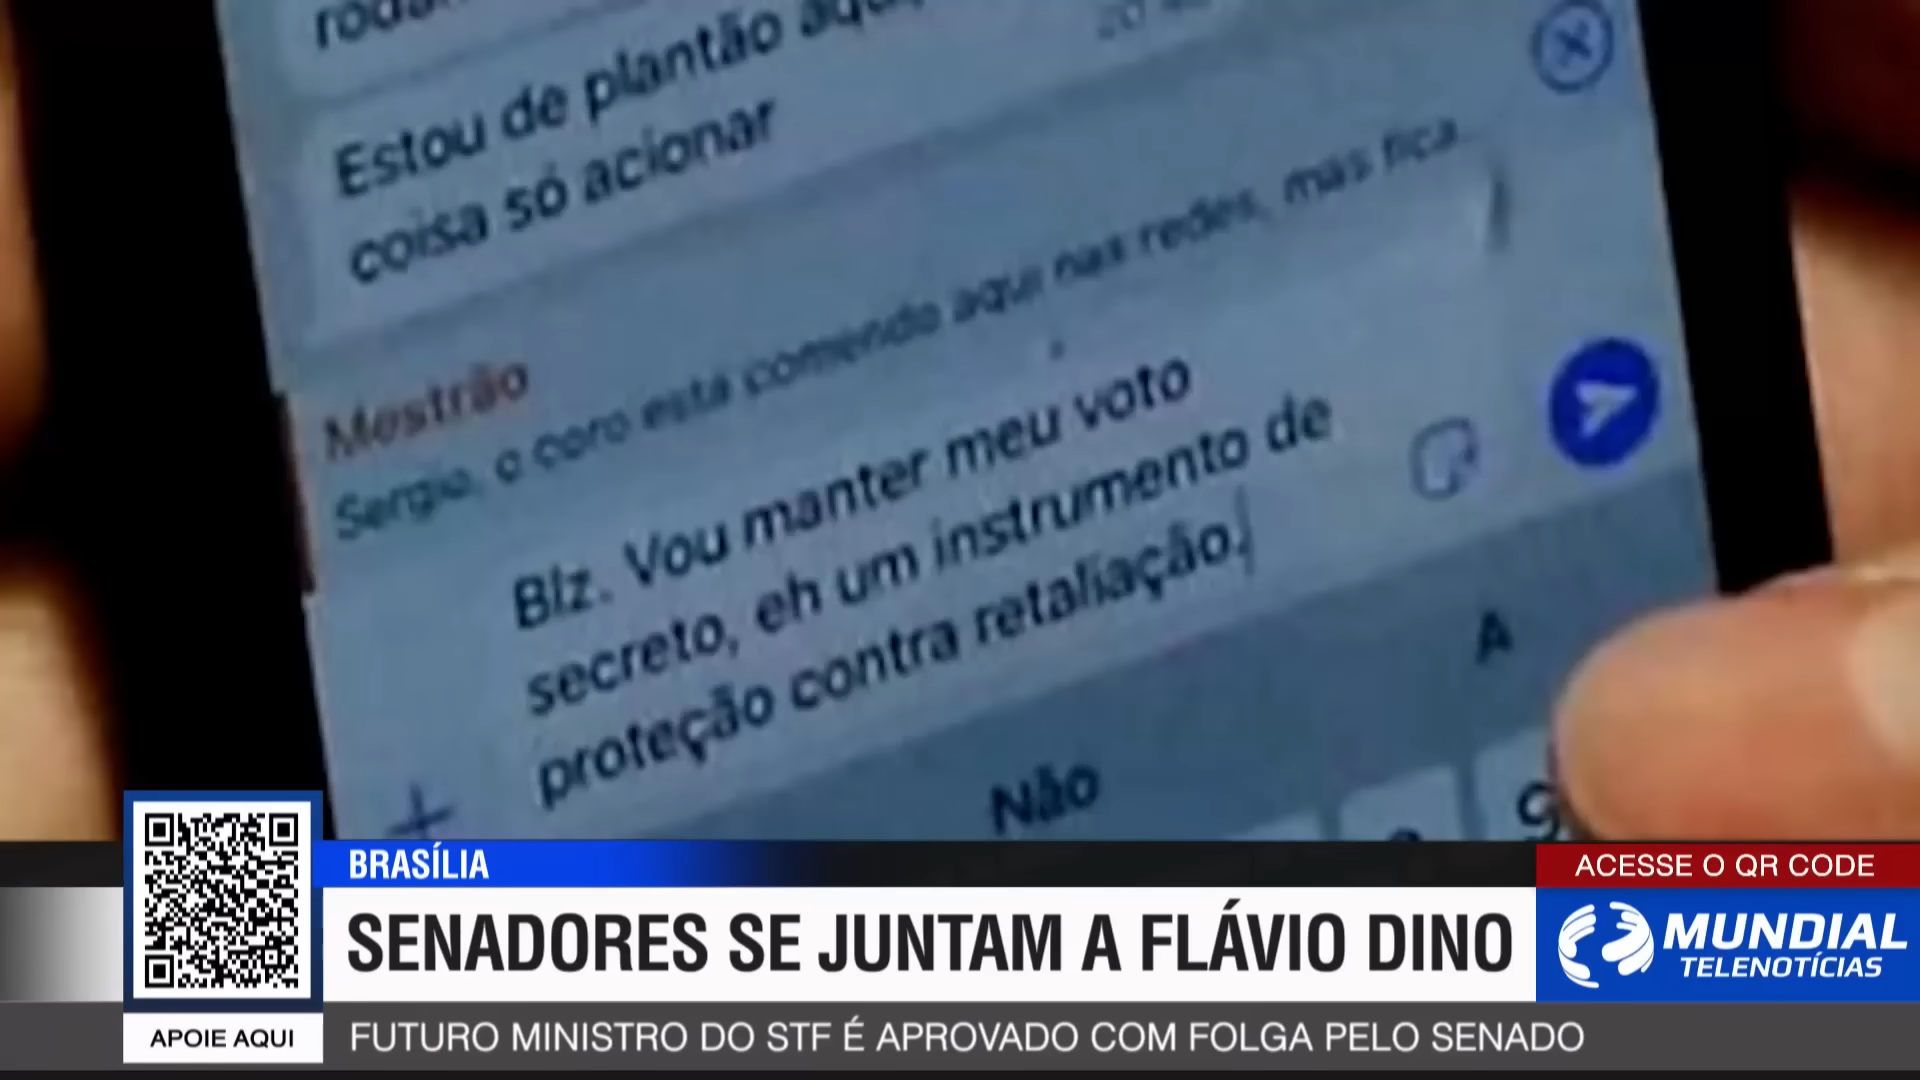 Estou de plantão
coisa só acionar
Mestrão
Sergio, o coro está comendo aqui nas redes, mas fica
Blz. Vou manter meu voto
secreto, eh um instrumento de
proteção contra retaliação.
A
Não
9
BRASÍLIA
SENADORES SE JUNTAM A FLÁVIO DINO
FUTURO MINISTRO DO STF É APROVADO COM FOLGA PELO SENADO
APOIE AQUI
ACESSE O QR CODE
MUNDIAL
TELENOTÍCIAS